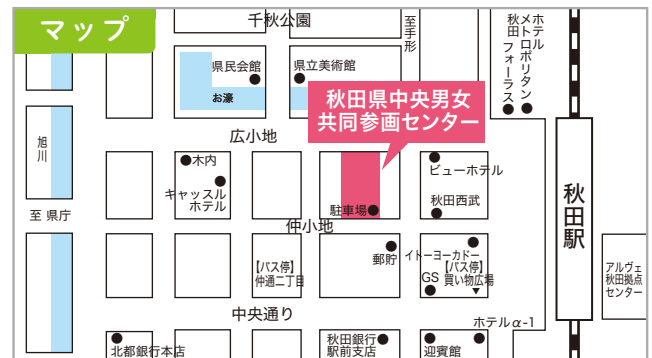 マップ
千秋公園
至手形
ホテル
メトロポリタン
秋田 フォーラス
県民会館
県立美術館
お濠
秋田県中央男女
共同参画センター
広小地
旭川
木内
キャッスル
ホテル
ビューホテル
秋田西武
駐車場
至 県庁
仲小地
秋田駅
郵貯
イトーヨーカドー
【バス停】
仲通二丁目
【バス停】
GS 買い物広場
アルヴェ
秋田拠点
センター
中央通り
ホテルα-1
北都銀行本店
秋田銀行
駅前支店
迎賓館